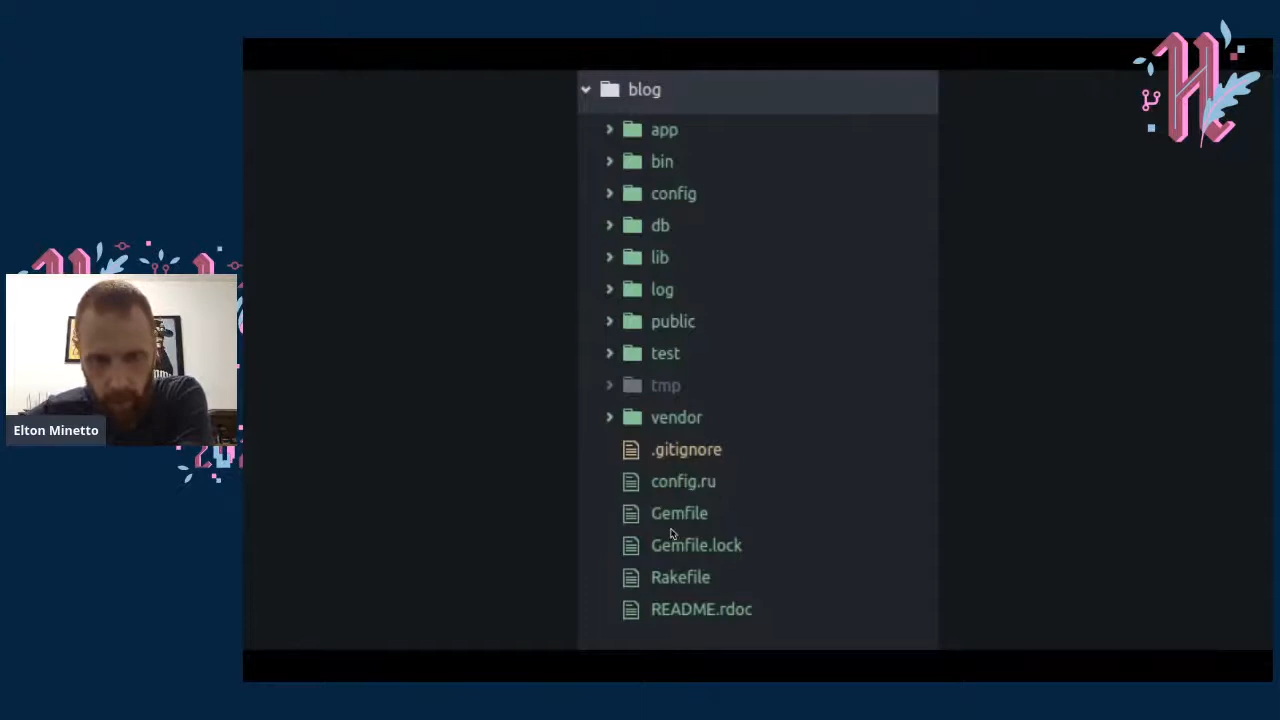 blog
app
bin
config
db
lib
log
public
test
tmp
vendor
.gitignore
config.ru
Gemfile
Gemfile.lock
Rakefile
README.rdoc
Elton Minetto
H